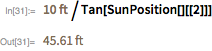 In[31]:= 10 ft / Tan[SunPosition[][[2]]]
Out[31]= 45.61 ft